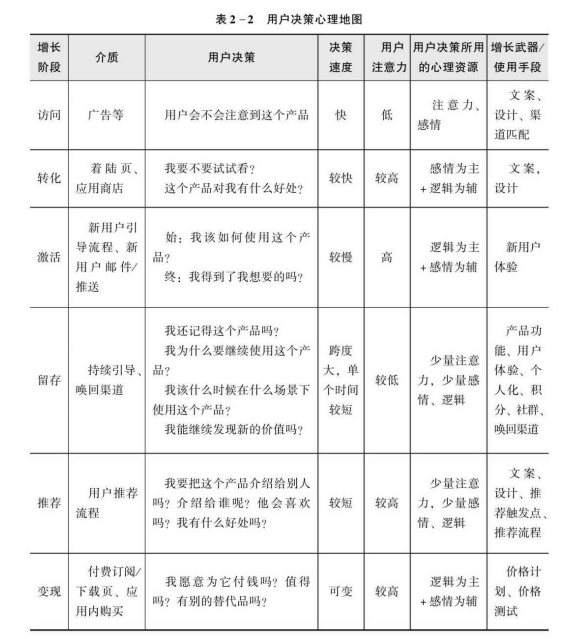 表 2-2 用户决策心理地图
增长
阶段
介质
用户决策
决策
速度
用户
注意力
用户决策所用
的心理资源
增长武器/
使用手段
访问
广告等
用户会不会注意到这个产品
快
低
注意力、
感情
文案、
设计、渠
道匹配
转化
着陆页、
应用商店
我要不要试试看？
这个产品对我有什么好处？
较快
较高
感情为主
+逻辑为辅
文案，
设计
激活
新用户引
导流程、新
用户邮件/
推送
始：我该如何使用这个产
品？
终：我得到了我想要的吗？
较慢
高
逻辑为主
+感情为辅
新用户
体验
留存
持续引导、
唤回渠道
我还记得这个产品吗？
我为什么要继续使用这个产
品？
我该什么时候在什么场景下
使用这个产品？
我能继续发现新的价值吗？
跨度
大，单
个时间
较短
较低
少量注意
力，少量感
情、逻辑
产品功
能、用户
体验、个
人化、积
分、社群、
唤回渠道
推荐
用户推荐
流程
我要把这个产品介绍给别人
吗？介绍给谁呢？他会喜欢
吗？我有什么好处吗？
较短
较高
少量注意
力，少量感
情、逻辑
文案、
设计、推
荐触发点、
推荐流程
变现
付费订阅/
下载页、应
用内购买
我愿意为它付钱吗？值得
吗？有别的替代品吗？
可变
较高
逻辑为主
+感情为辅
价格计
划、价格
测试